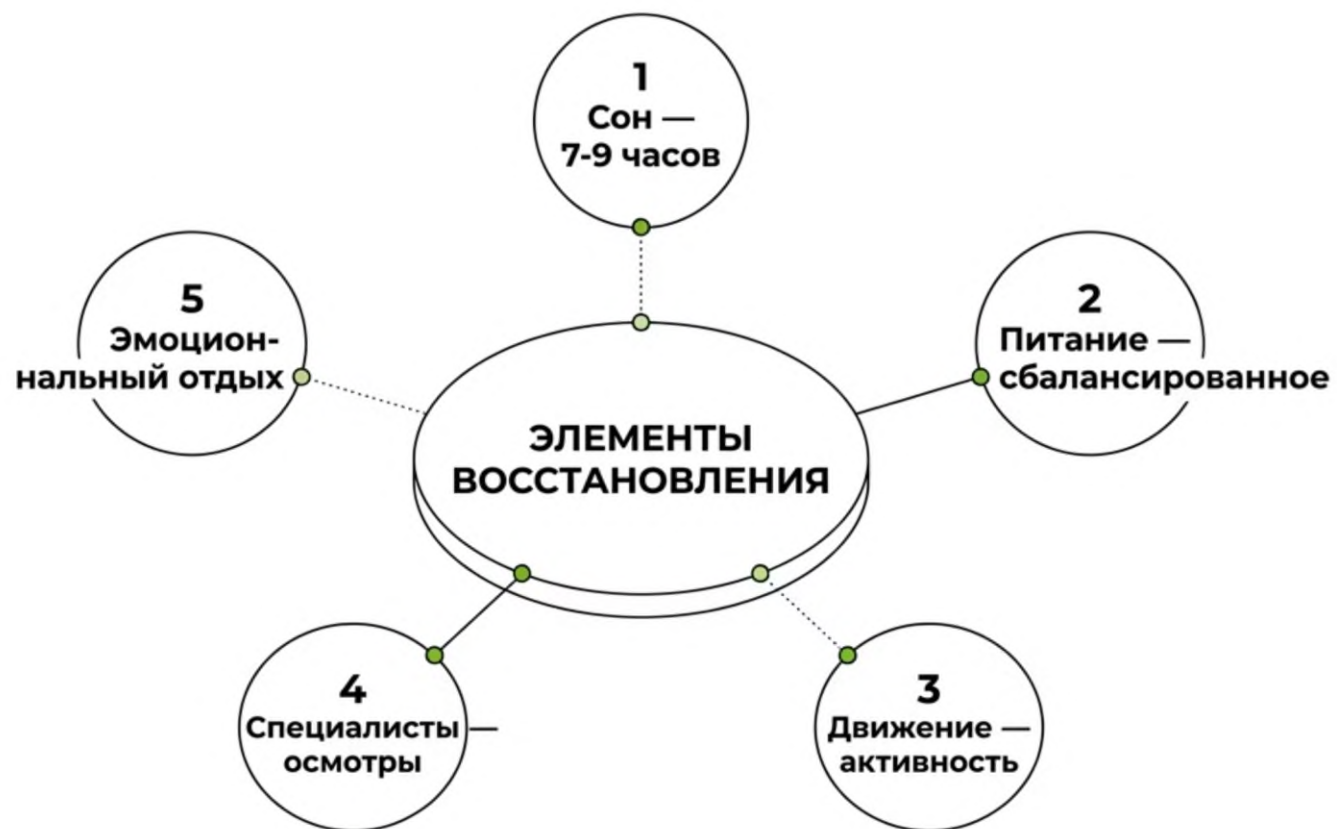 1
Сон —
7-9 часов
2
Питание —
сбалансированное
3
Движение —
активность
4
Специалисты —
осмотры
5
Эмоцион-
нальный отдых
ЭЛЕМЕНТЫ
ВОССТАНОВЛЕНИЯ